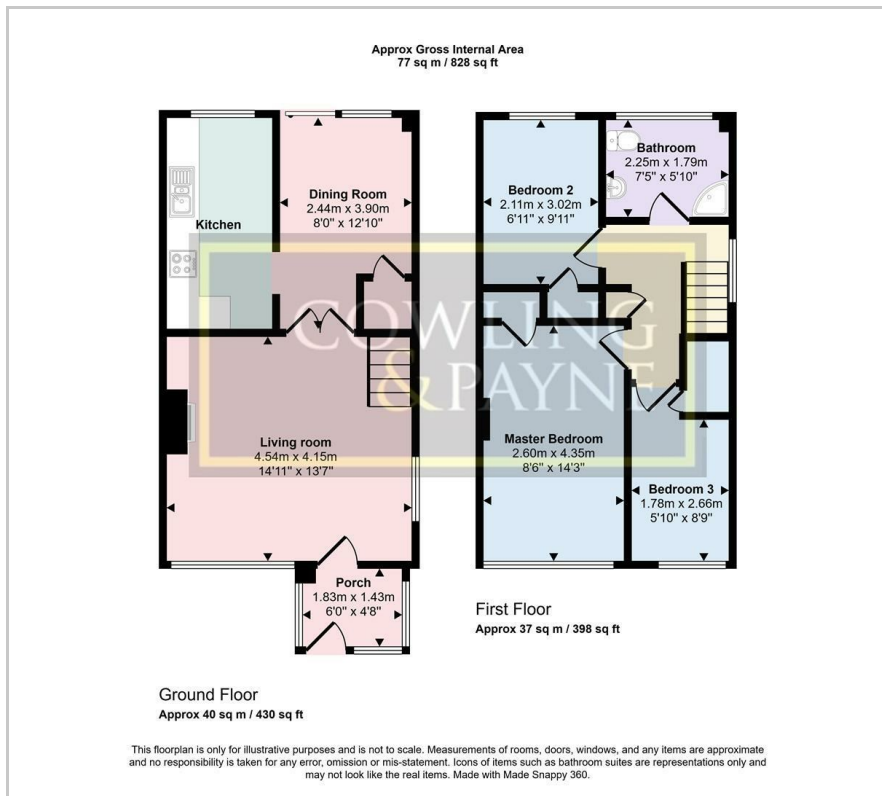 Approx Gross Internal Area
77 sq m / 828 sq ft
Kitchen
Dining Room
2.44m x 3.90m
8'0" x 12'10"
Living room
4.54m x 4.15m
14'11" x 13'7"
Porch
1.83m x 1.43m
6'0" x 4'8"
Ground Floor
Approx 40 sq m / 430 sq ft
Bedroom 2
2.11m x 3.02m
6'11" x 9'11"
Bathroom
2.25m x 1.79m
7'5" x 5'10"
Master Bedroom
2.60m x 4.35m
8'6" x 14'3"
Bedroom 3
1.78m x 2.66m
5'10" x 8'9"
First Floor
Approx 37 sq m / 398 sq ft
COWLING
&PAYNE
This floorplan is only for illustrative purposes and is not to scale. Measurements of rooms, doors, windows, and any items are approximate
and no responsibility is taken for any error, omission or mis-statement. Icons of items such as bathroom suites are representations only and
may not look like the real items. Made with Made Snappy 360.